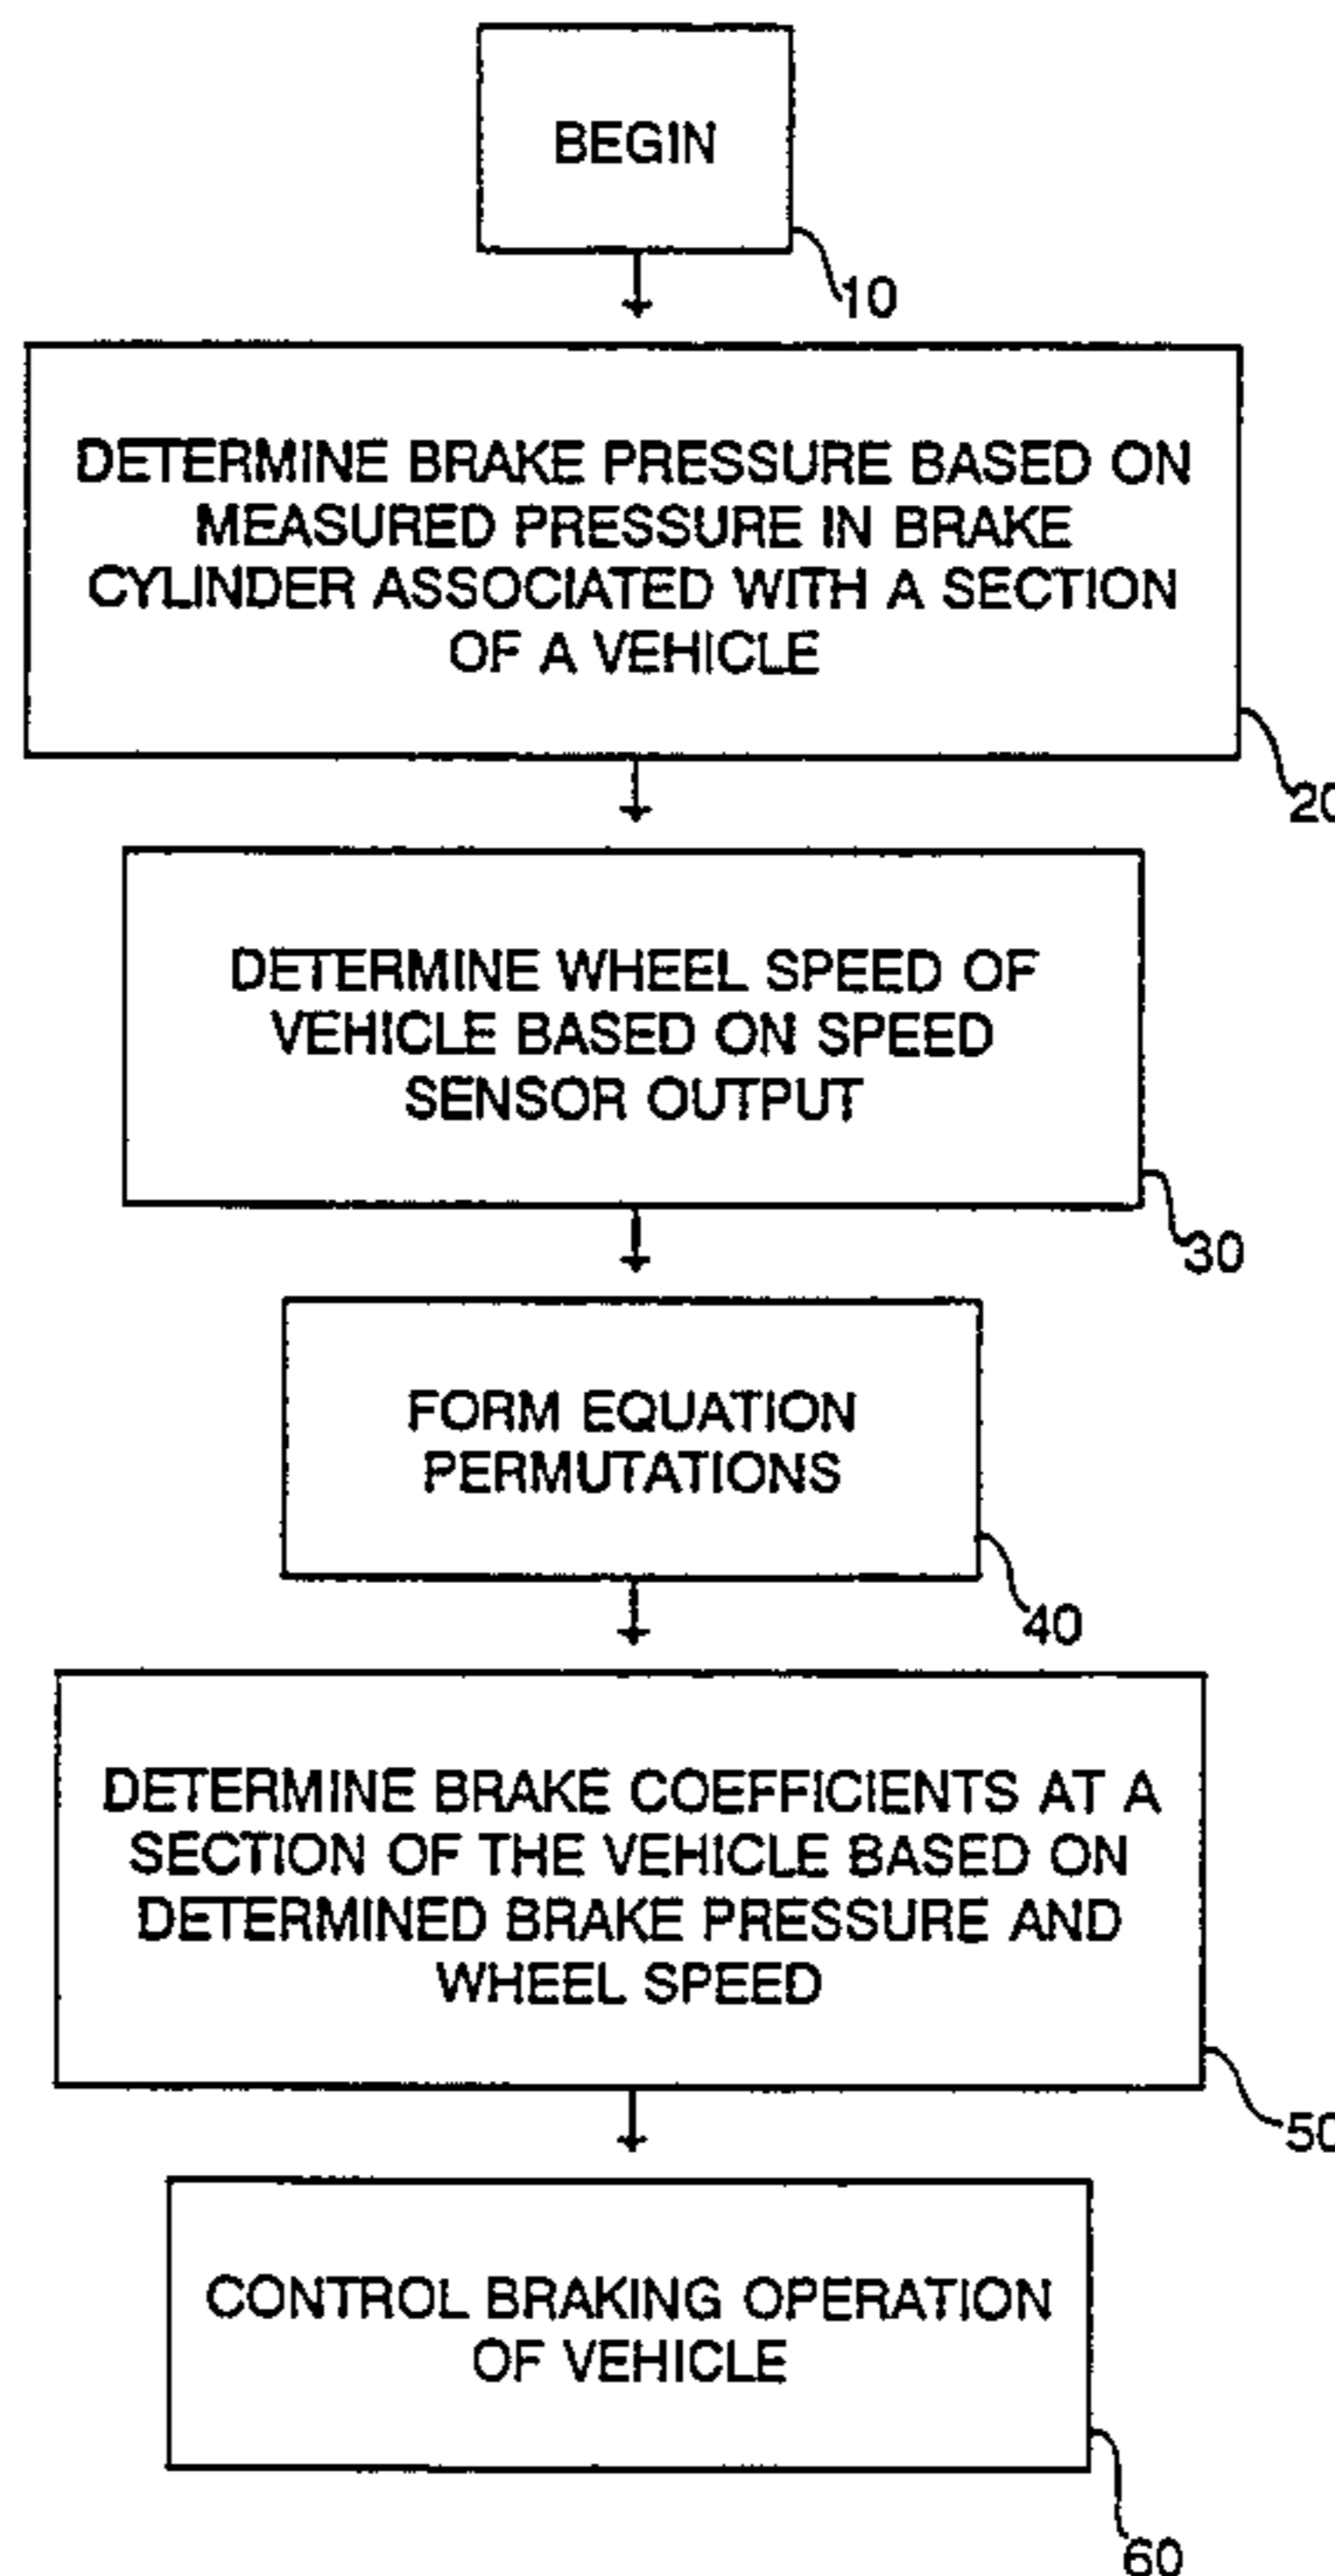 BEGIN
10
DETERMINE BRAKE PRESSURE BASED ON
MEASURED PRESSURE IN BRAKE
CYLINDER ASSOCIATED WITH A SECTION
OF A VEHICLE
20
DETERMINE WHEEL SPEED OF
VEHICLE BASED ON SPEED
SENSOR OUTPUT
30
FORM EQUATION
PERMUTATIONS
40
DETERMINE BRAKE COEFFICIENTS AT A
SECTION OF THE VEHICLE BASED ON
DETERMINED BRAKE PRESSURE AND
WHEEL SPEED
50
CONTROL BRAKING OPERATION
OF VEHICLE
60